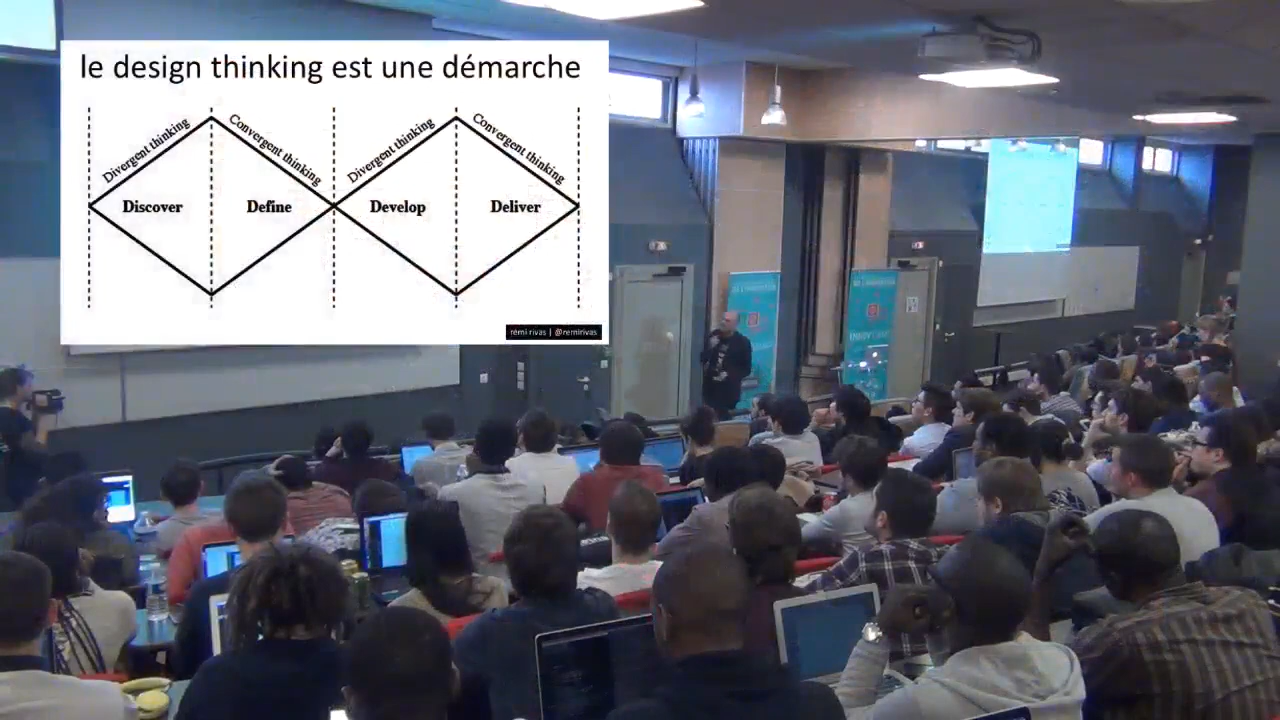 le design thinking est une démarche
Divergent thinking
Convergent thinking
Divergent thinking
Convergent thinking
Discover
Define
Develop
Deliver
rémi rivas | @remirivas